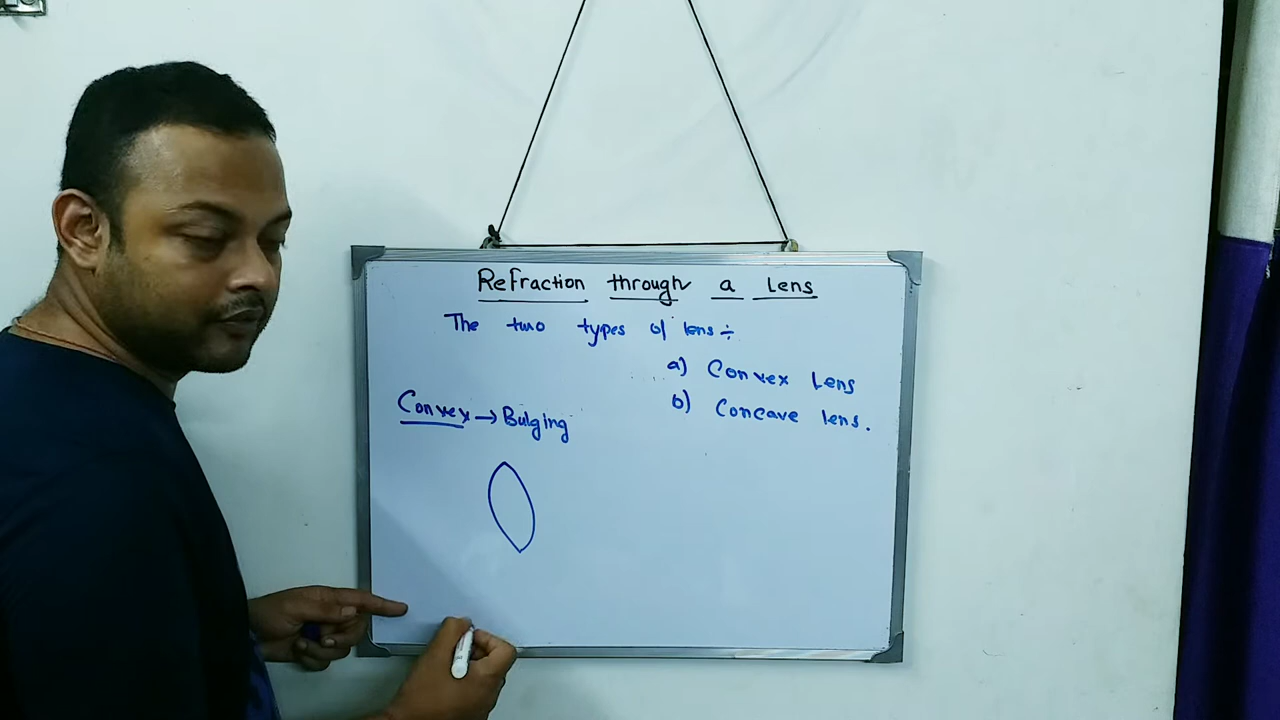 Refraction through a Lens
The two types of lens ÷
a) Convex Lens
b) Concave lens.
Convex → Bulging